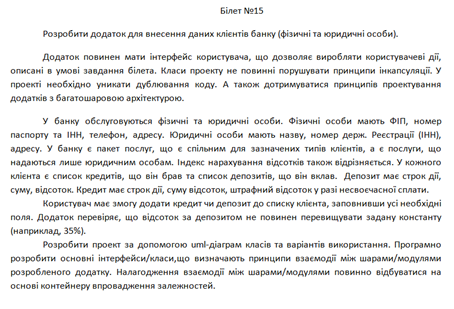 Білет №15
Розробити додаток для внесення даних клієнтів банку (фізичні та юридичні особи).
Додаток повинен мати інтерфейс користувача, що дозволяє виробляти користувачеві дії,
описані в умові завдання білета. Класи проекту не повинні порушувати принципи інкапсуляції. У
проекті необхідно уникати дублювання коду. А також дотримуватися принципів проектування
додатків з багатошаровою архітектурою.
У банку обслуговуються фізичні та юридичні особи. Фізичні особи мають ФІП, номер
паспорту та ІНН, телефон, адресу. Юридичні особи мають назву, номер держ. Реєстрації (ІНН),
адресу. У банку є пакет послуг, що є спільним для зазначених типів клієнтів, а є послуги, що
надаються лише юридичним особам. Індекс нарахування відсотків також відрізняється. У кожного
клієнта є список кредитів, що він брав та список депозитів, що він вклав.  Депозит має строк дії,
суму, відсоток. Кредит має строк дії, суму відсоток, штрафний відсоток у разі несвоєчасної сплати.
Користувач має змогу додати кредит чи депозит до списку клієнта, заповнивши усі необхідні
поля. Додаток перевіряє, що відсоток за депозитом не повинен перевищувати задану константу
(наприклад, 35%).
Розробити проект за допомогою uml-діаграм класів та варіантів використання. Програмно
розробити основні інтерфейси/класи,що визначають принципи взаємодії між шарами/модулями
розробленого додатку. Налагодження взаємодії між шарами/модулями повинно відбуватися на
основі контейнеру впровадження залежностей.